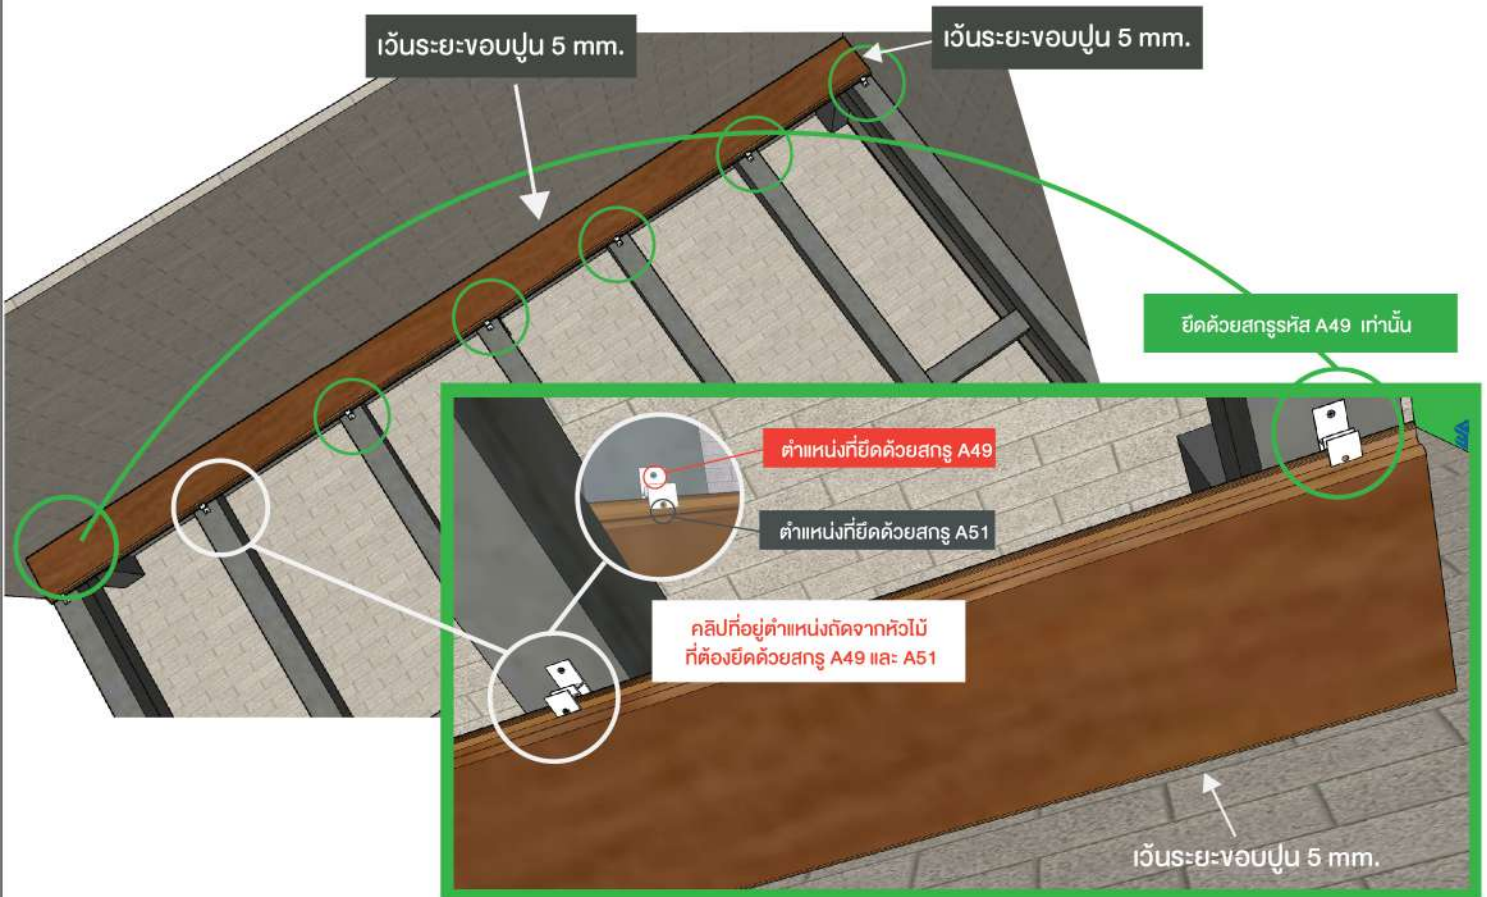 เว้นระยะขอบปูน 5 mm.
เว้นระยะขอบปูน 5 mm.
ยึดด้วยสกรูรหัส A49 เท่านั้น
ตำแหน่งที่ยึดด้วยสกรู A49
ตำแหน่งที่ยึดด้วยสกรู A51
คลิปที่อยู่ตำแหน่งถัดจากหัวไม้
ที่ต้องยึดด้วยสกรู A49 และ A51
เว้นระยะขอบปูน 5 mm.